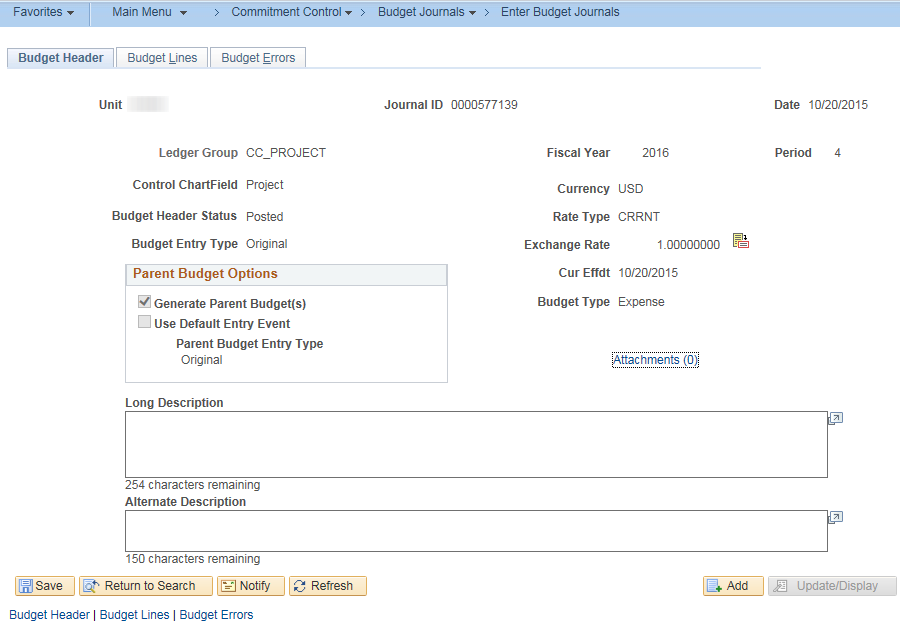 Favorites Main Menu > Commitment Control > Budget Journals > Enter Budget Journals
Budget Header Budget Lines Budget Errors
Unit Journal ID 0000577139 Date 10/20/2015
Ledger Group CC_PROJECT Fiscal Year 2016 Period 4
Control ChartField Project Currency USD
Budget Header Status Posted Rate Type CRRNT
Budget Entry Type Original Exchange Rate 1.00000000
Parent Budget Options Cur Effdt 10/20/2015
Generate Parent Budget(s) Budget Type Expense
Use Default Entry Event
Parent Budget Entry Type
Original Attachments (0)
Long Description
254 characters remaining
Alternate Description
150 characters remaining
Save Return to Search Notify Refresh Add Update/Display
Budget Header | Budget Lines | Budget Errors